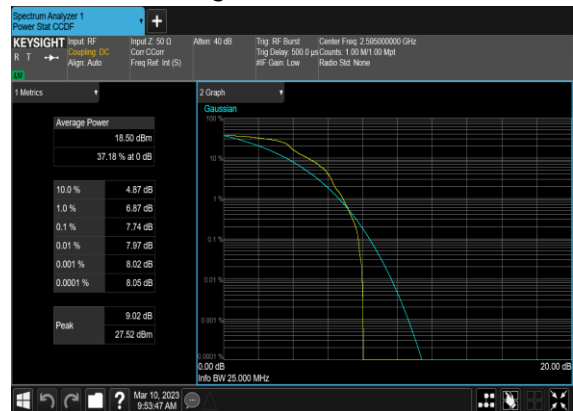 Spectrum Analyzer 1
Power Stat CCDF
+
KEYSIGHT
R T
LW
Input: RF
Coupling: DC
Align: Auto
Input Z: 50 Ω
Corr CCorr
Freq Ref: Int (S)
Atten: 40 dB
Trig: RF Burst
Trig Delay: 500.0 µs
#IF Gain: Low
Center Freq: 2.595000000 GHz
Counts: 1.00 M/1.00 Mpt
Radio Std: None
1 Metrics
Average Power
18.50 dBm
37.18 % at 0 dB
10.0 % 4.87 dB
1.0 % 6.87 dB
0.1 % 7.74 dB
0.01 % 7.97 dB
0.001 % 8.02 dB
0.0001 % 8.05 dB
Peak
9.02 dB
27.52 dBm
2 Graph
Gaussian
100 %
10 %
1 %
0.1 %
0.01 %
0.001 %
0.0001 %
0.00 dB 20.00 dB
Info BW 25.000 MHz
?
Mar 10, 2023
9:53:47 AM